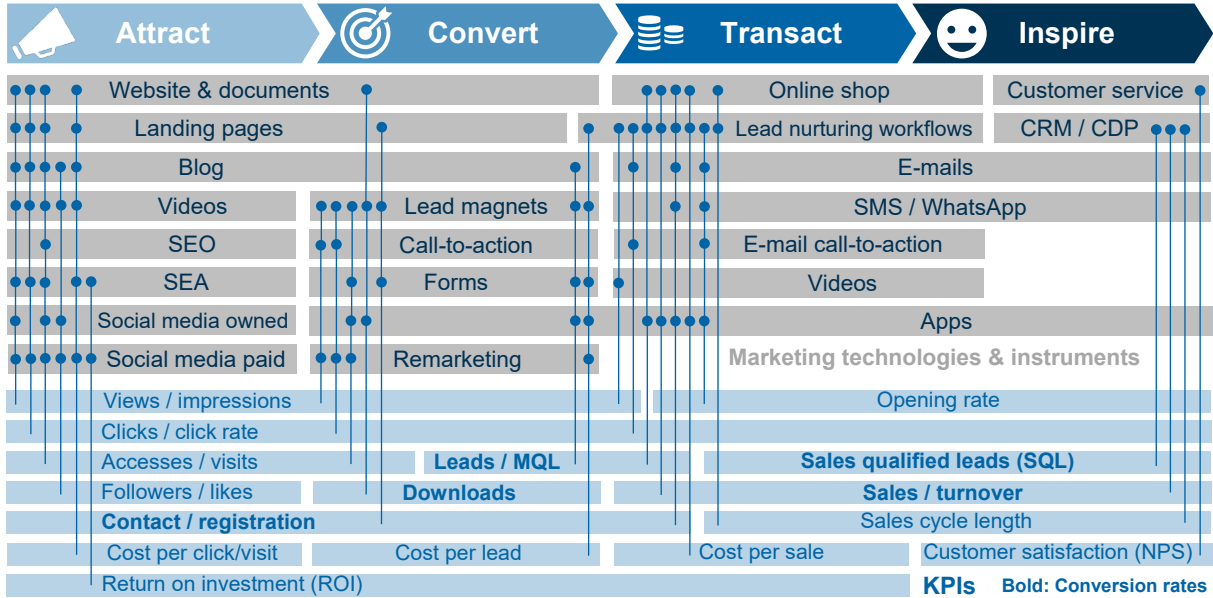 Attract Convert Transact Inspire
Website & documents Online shop Customer service
Landing pages Lead nurturing workflows CRM / CDP
Blog E-mails
Videos Lead magnets SMS / WhatsApp
SEO Call-to-action E-mail call-to-action
SEA Forms Videos
Social media owned Apps
Social media paid Remarketing Marketing technologies & instruments
Views / impressions Opening rate
Clicks / click rate
Accesses / visits Leads / MQL Sales qualified leads (SQL)
Followers / likes Downloads Sales / turnover
Contact / registration Sales cycle length
Cost per click/visit Cost per lead Cost per sale Customer satisfaction (NPS)
Return on investment (ROI) KPIs Bold: Conversion rates